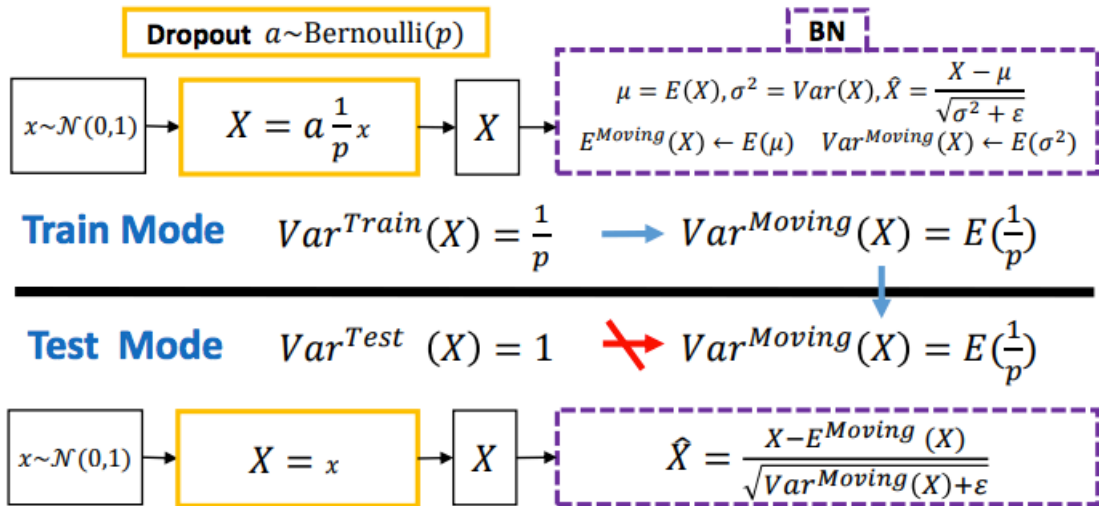 Dropout a~Bernoulli(p)
BN
x~𝒩(0,1)
X = a 1/p x
X
μ = E(X), σ² = Var(X), X̂ = (X − μ)/√(σ² + ε)
E^Moving(X) ← E(μ) Var^Moving(X) ← E(σ²)
Train Mode Var^Train(X) = 1/p Var^Moving(X) = E(1/p)
Test Mode Var^Test (X) = 1 Var^Moving(X) = E(1/p)
x~𝒩(0,1)
X = x
X
X̂ = (X−E^Moving (X))/√(Var^Moving(X)+ε)